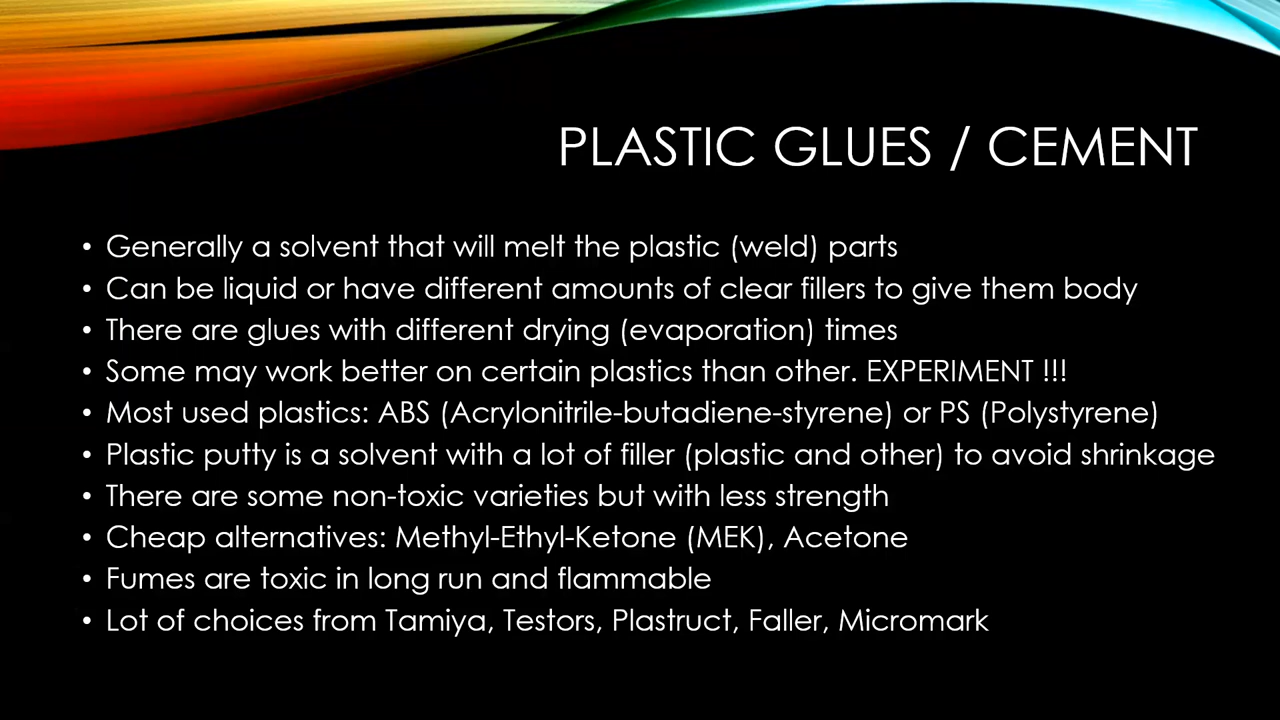 PLASTIC GLUES / CEMENT
• Generally a solvent that will melt the plastic (weld) parts
• Can be liquid or have different amounts of clear fillers to give them body
• There are glues with different drying (evaporation) times
• Some may work better on certain plastics than other. EXPERIMENT !!!
• Most used plastics: ABS (Acrylonitrile-butadiene-styrene) or PS (Polystyrene)
• Plastic putty is a solvent with a lot of filler (plastic and other) to avoid shrinkage
• There are some non-toxic varieties but with less strength
• Cheap alternatives: Methyl-Ethyl-Ketone (MEK), Acetone
• Fumes are toxic in long run and flammable
• Lot of choices from Tamiya, Testors, Plastruct, Faller, Micromark